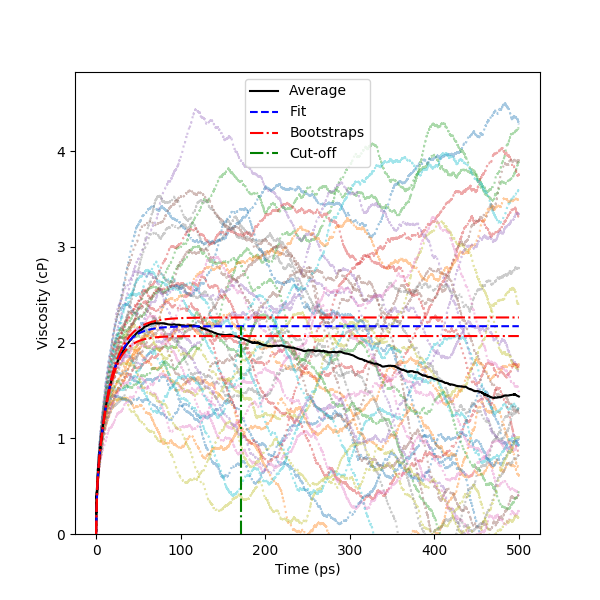 Average
Fit
Bootstraps
Cut-off
4
3
2
1
0
Viscosity (cP)
0 100 200 300 400 500
Time (ps)